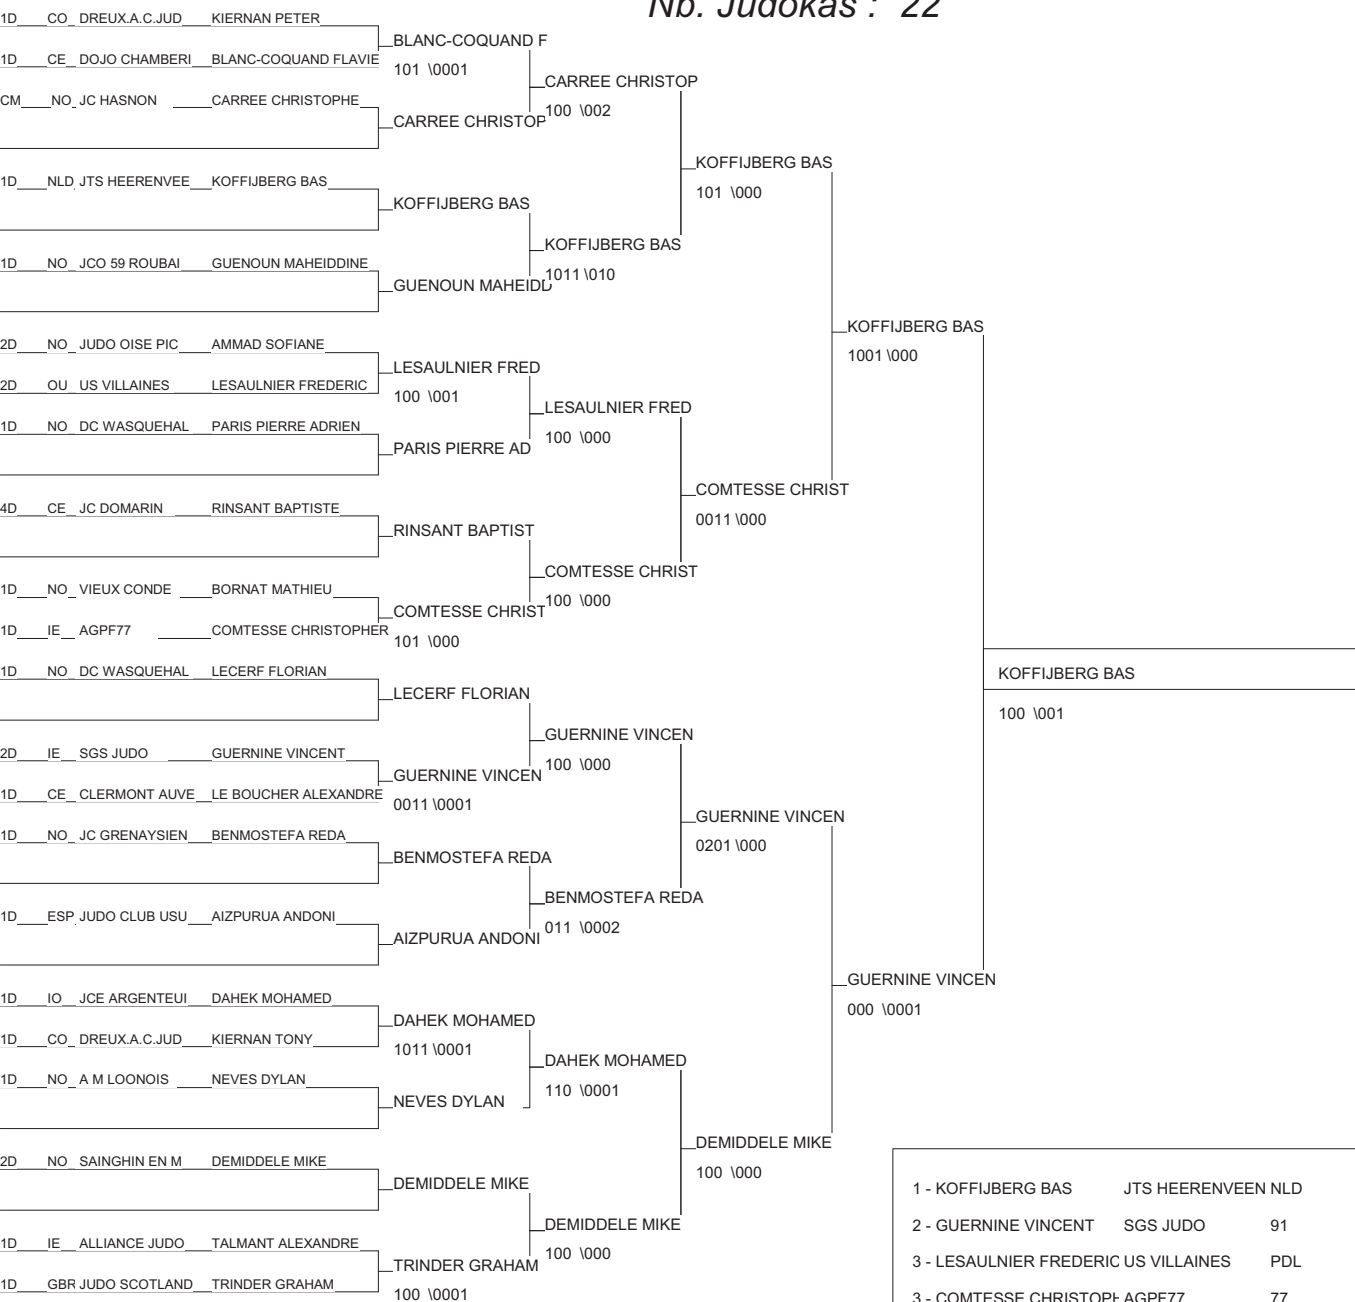 Nb. Judokas : 22
1D CO DREUX.A.C.JUD KIERNAN PETER
BLANC-COQUAND F
1D CE DOJO CHAMBERI BLANC-COQUAND FLAVIE
101 \0001
CARREE CHRISTOP
CM NO JC HASNON CARREE CHRISTOPHE
100 \002
CARREE CHRISTOP
KOFFIJBERG BAS
1D NLD JTS HEERENVEE KOFFIJBERG BAS
101 \000
KOFFIJBERG BAS
KOFFIJBERG BAS
1D NO JCO 59 ROUBAI GUENOUN MAHEIDDINE
1011 \010
GUENOUN MAHEIDD
KOFFIJBERG BAS
2D NO JUDO OISE PIC AMMAD SOFIANE
1001 \000
LESAULNIER FRED
2D OU US VILLAINES LESAULNIER FREDERIC
100 \001
LESAULNIER FRED
1D NO DC WASQUEHAL PARIS PIERRE ADRIEN
100 \000
PARIS PIERRE AD
COMTESSE CHRIST
4D CE JC DOMARIN RINSANT BAPTISTE
0011 \000
RINSANT BAPTIST
COMTESSE CHRIST
1D NO VIEUX CONDE BORNAT MATHIEU
100 \000
COMTESSE CHRIST
1D IE AGPF77 COMTESSE CHRISTOPHER
101 \000
1D NO DC WASQUEHAL LECERF FLORIAN
KOFFIJBERG BAS
LECERF FLORIAN
100 \001
GUERNINE VINCEN
2D IE SGS JUDO GUERNINE VINCENT
100 \000
GUERNINE VINCEN
1D CE CLERMONT AUVE LE BOUCHER ALEXANDRE
0011 \0001
GUERNINE VINCEN
1D NO JC GRENAYSIEN BENMOSTEFA REDA
0201 \000
BENMOSTEFA REDA
BENMOSTEFA REDA
1D ESP JUDO CLUB USU AIZPURUA ANDONI
011 \0002
AIZPURUA ANDONI
GUERNINE VINCEN
1D IO JCE ARGENTEUI DAHEK MOHAMED
000 \0001
DAHEK MOHAMED
1D CO DREUX.A.C.JUD KIERNAN TONY
1011 \0001
DAHEK MOHAMED
1D NO A M LOONOIS NEVES DYLAN
110 \0001
NEVES DYLAN
DEMIDDELE MIKE
2D NO SAINGHIN EN M DEMIDDELE MIKE
100 \000
DEMIDDELE MIKE
1 - KOFFIJBERG BAS JTS HEERENVEEN NLD
DEMIDDELE MIKE
2 - GUERNINE VINCENT SGS JUDO 91
1D IE ALLIANCE JUDO TALMANT ALEXANDRE
100 \000
TRINDER GRAHAM
3 - LESAULNIER FREDERIC US VILLAINES PDL
1D GBR JUDO SCOTLAND TRINDER GRAHAM
100 \0001
3 - COMTESSE CHRISTOPH AGPF77 77